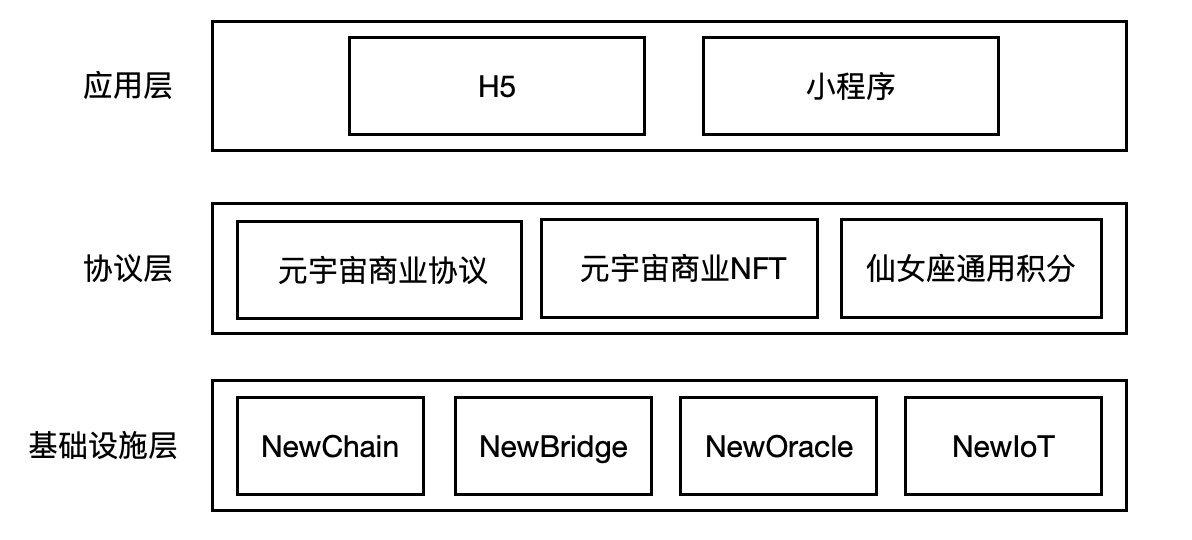 应用层
H5
小程序
协议层
元宇宙商业协议
元宇宙商业NFT
仙女座通用积分
基础设施层
NewChain
NewBridge
NewOracle
NewIoT